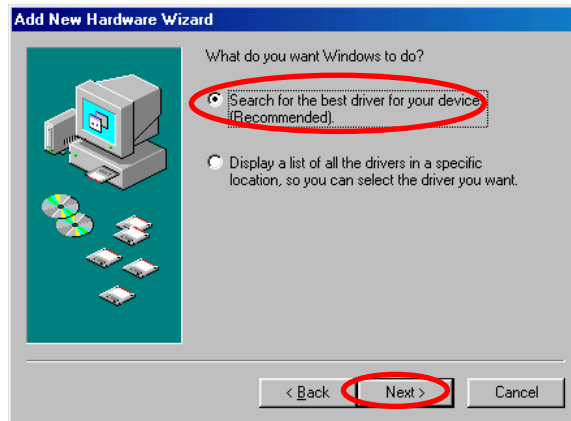 Add New Hardware Wizard
What do you want Windows to do?
Search for the best driver for your device
(Recommended).
Display a list of all the drivers in a specific
location, so you can select the driver you want.
< Back
Next >
Cancel